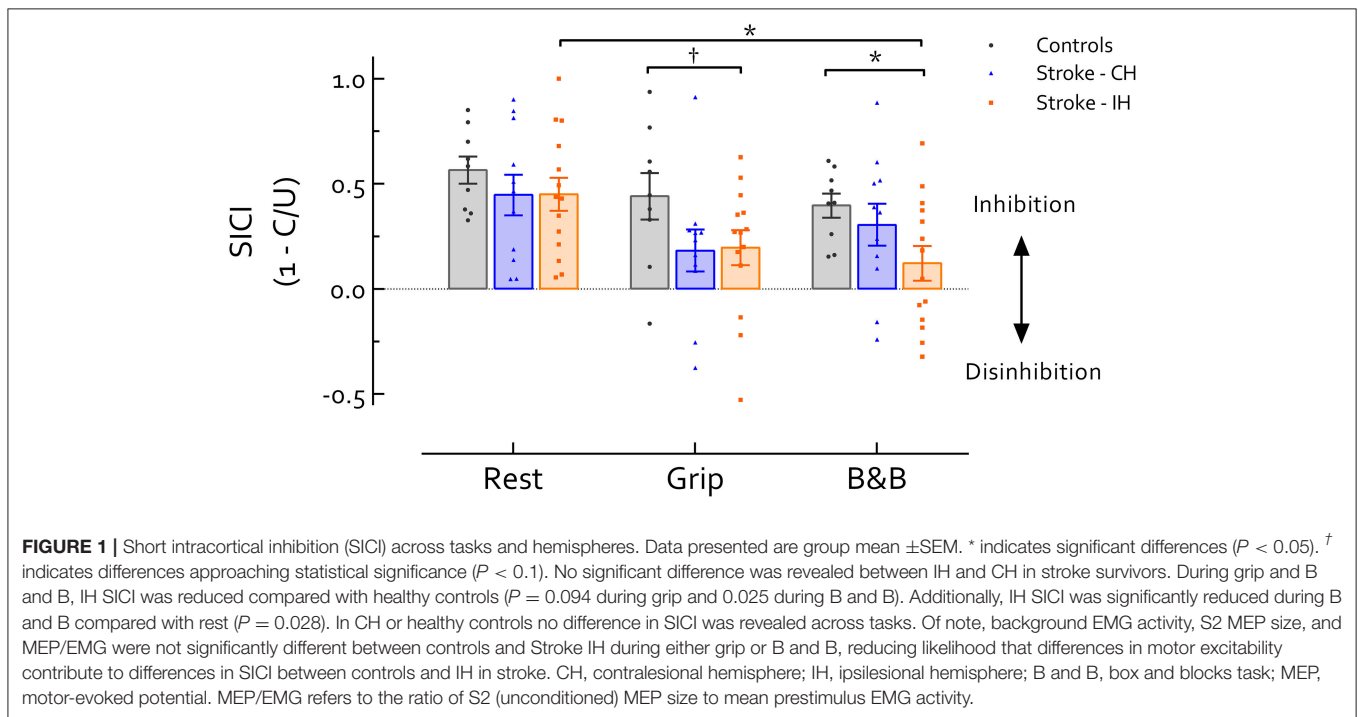 *
* Controls
† *
Stroke - CH
1.0
Stroke - IH
0.5
0.0
-0.5
SICI
(1 - C/U)
Inhibition
Disinhibition
Rest Grip B&B
FIGURE 1 | Short intracortical inhibition (SICI) across tasks and hemispheres. Data presented are group mean ±SEM. * indicates significant differences (P < 0.05). †
indicates differences approaching statistical significance (P < 0.1). No significant difference was revealed between IH and CH in stroke survivors. During grip and B
and B, IH SICI was reduced compared with healthy controls (P = 0.094 during grip and 0.025 during B and B). Additionally, IH SICI was significantly reduced during B
and B compared with rest (P = 0.028). In CH or healthy controls no difference in SICI was revealed across tasks. Of note, background EMG activity, S2 MEP size, and
MEP/EMG were not significantly different between controls and Stroke IH during either grip or B and B, reducing likelihood that differences in motor excitability
contribute to differences in SICI between controls and IH in stroke. CH, contralesional hemisphere; IH, ipsilesional hemisphere; B and B, box and blocks task; MEP,
motor-evoked potential. MEP/EMG refers to the ratio of S2 (unconditioned) MEP size to mean prestimulus EMG activity.